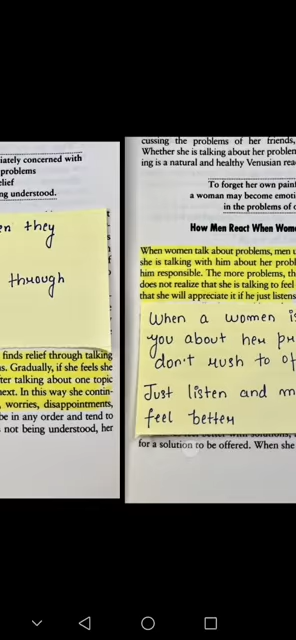 iately concerned with
problems
lief
ng understood.
n they
through
finds relief through talking
s. Gradually, if she feels she
ter talking about one topic
next. In this way she contin-
, worries, disappointments,
be in any order and tend to
not being understood, her
cussing the problems of her friends,
Whether she is talking about her problem
ing is a natural and healthy Venusian rea
To forget her own pain
a woman may become emoti
in the problems of o
How Men React When Wome
When women talk about problems, men u
she is talking with him about her probl
him responsible. The more problems, th
does not realize that she is talking to feel
that she will appreciate it if he just listens
When a women is
you about her pr
don't rush to of
Just listen and m
feel better
for a solution to be offered. When she